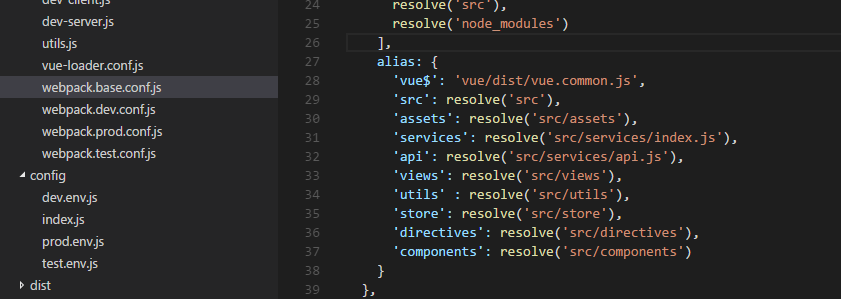 dev-client.js
dev-server.js
utils.js
vue-loader.conf.js
webpack.base.conf.js
webpack.dev.conf.js
webpack.prod.conf.js
webpack.test.conf.js
config
dev.env.js
index.js
prod.env.js
test.env.js
dist
24 resolve('src'),
25 resolve('node_modules')
26 ],
27 alias: {
28 'vue$': 'vue/dist/vue.common.js',
29 'src': resolve('src'),
30 'assets': resolve('src/assets'),
31 'services': resolve('src/services/index.js'),
32 'api': resolve('src/services/api.js'),
33 'views': resolve('src/views'),
34 'utils' : resolve('src/utils'),
35 'store': resolve('src/store'),
36 'directives': resolve('src/directives'),
37 'components': resolve('src/components')
38 }
39 },